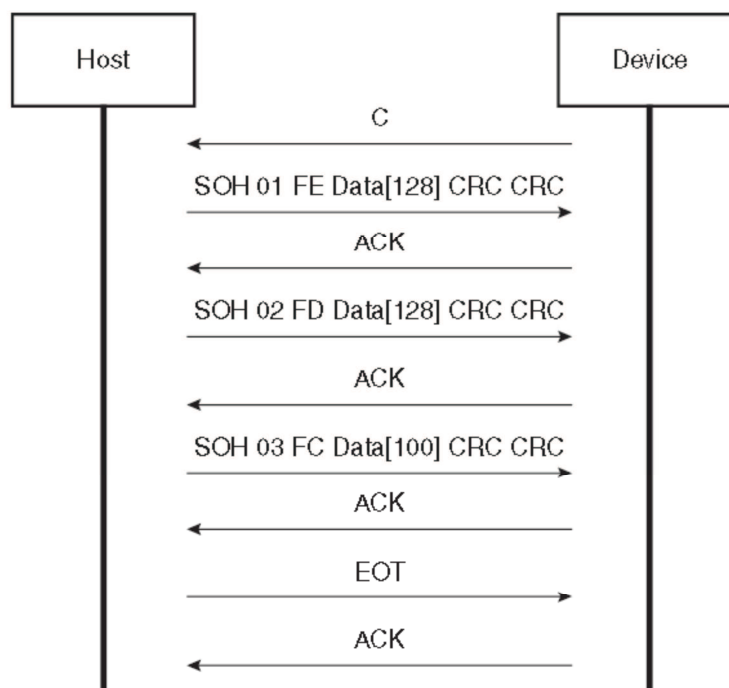 Host
Device
C
SOH 01 FE Data[128] CRC CRC
ACK
SOH 02 FD Data[128] CRC CRC
ACK
SOH 03 FC Data[100] CRC CRC
ACK
EOT
ACK